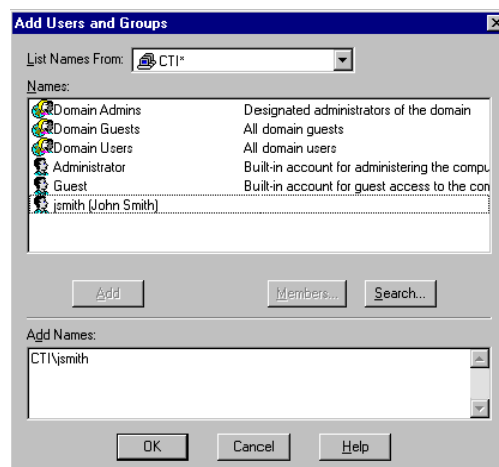 Add Users and Groups
List Names From: CTI*
Names:
Domain Admins Designated administrators of the domain
Domain Guests All domain guests
Domain Users All domain users
Administrator Built-in account for administering the compu
Guest Built-in account for guest access to the con
jsmith (John Smith)
Add Members... Search...
Add Names:
CTI\jsmith
OK Cancel Help